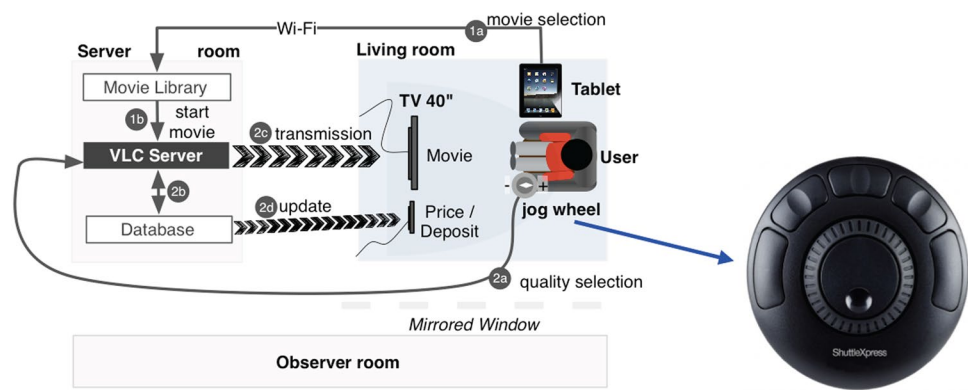 Wi-Fi
1a
movie selection
Server room
Living room
Movie Library
1b
start
movie
VLC Server
2b
Database
2c
transmission
2d
update
TV 40"
Movie
Price /
Deposit
Tablet
User
- +
jog wheel
2a
quality selection
Mirrored Window
Observer room
ShuttleXpress